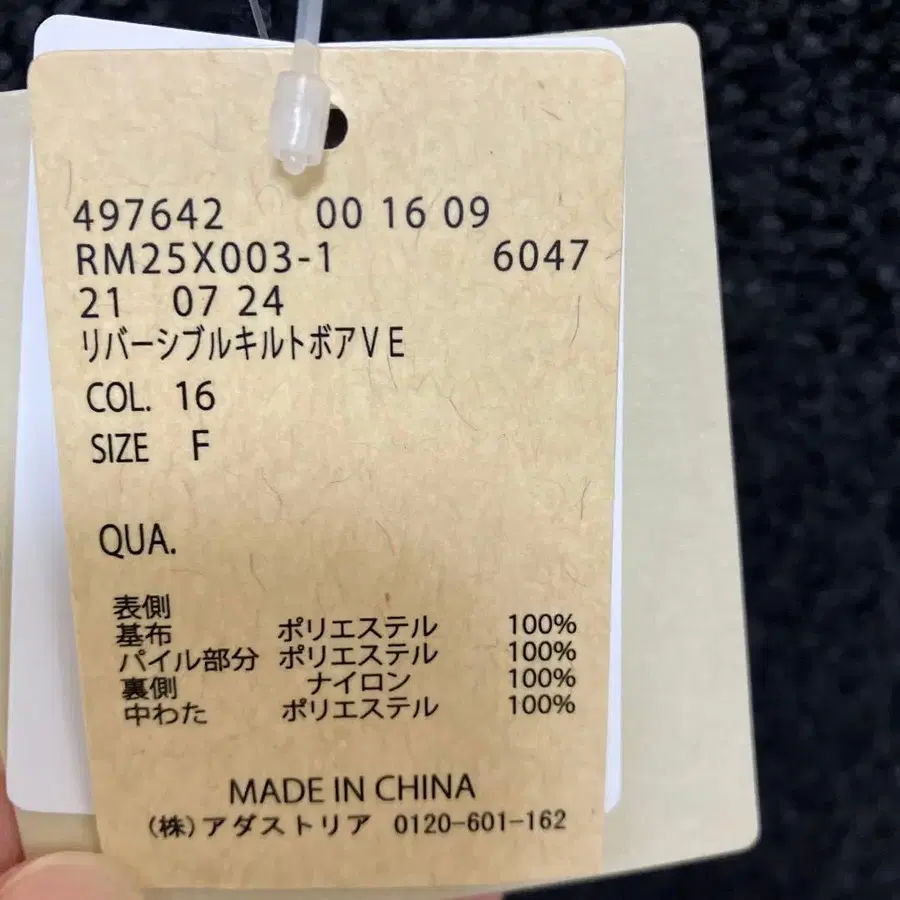 497642 00 16 09
RM25X003-1 6047
21 07 24
リバーシブルキルトボアVE
COL. 16
SIZE F
QUA.
表側
基布 ポリエステル 100%
パイル部分 ポリエステル 100%
裏側 ナイロン 100%
中わた ポリエステル 100%
MADE IN CHINA
(株)アダストリア 0120-601-162